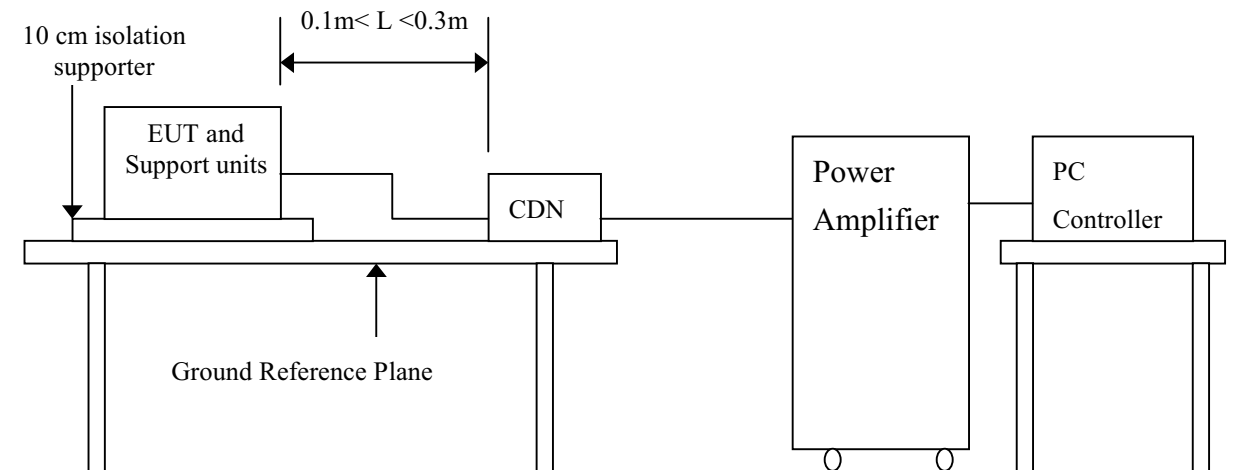 10 cm isolation
supporter
0.1m< L <0.3m
EUT and
Support units
CDN
Power
Amplifier
PC
Controller
Ground Reference Plane